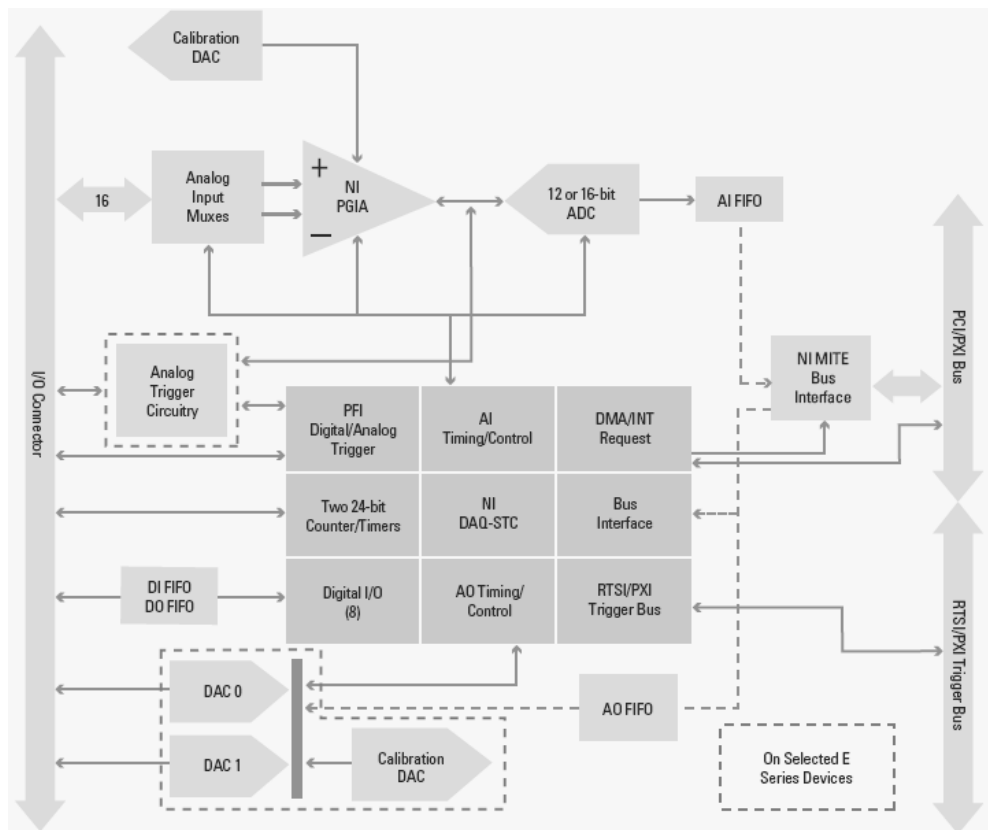 Calibration
DAC
16
Analog
Input
Muxes
+
NI
PGIA
—
12 or 16-bit
ADC
AI FIFO
PCI/PXI Bus
NI MITE
Bus
Interface
I/O Connector
Analog
Trigger
Circuitry
PFI
Digital/Analog
Trigger
AI
Timing/Control
DMA/INT
Request
Two 24-bit
Counter/Timers
NI
DAQ-STC
Bus
Interface
DI FIFO
DO FIFO
Digital I/O
(8)
AO Timing/
Control
RTSI/PXI
Trigger Bus
RTSI/PXI Trigger Bus
DAC 0
AO FIFO
DAC 1
Calibration
DAC
On Selected E
Series Devices